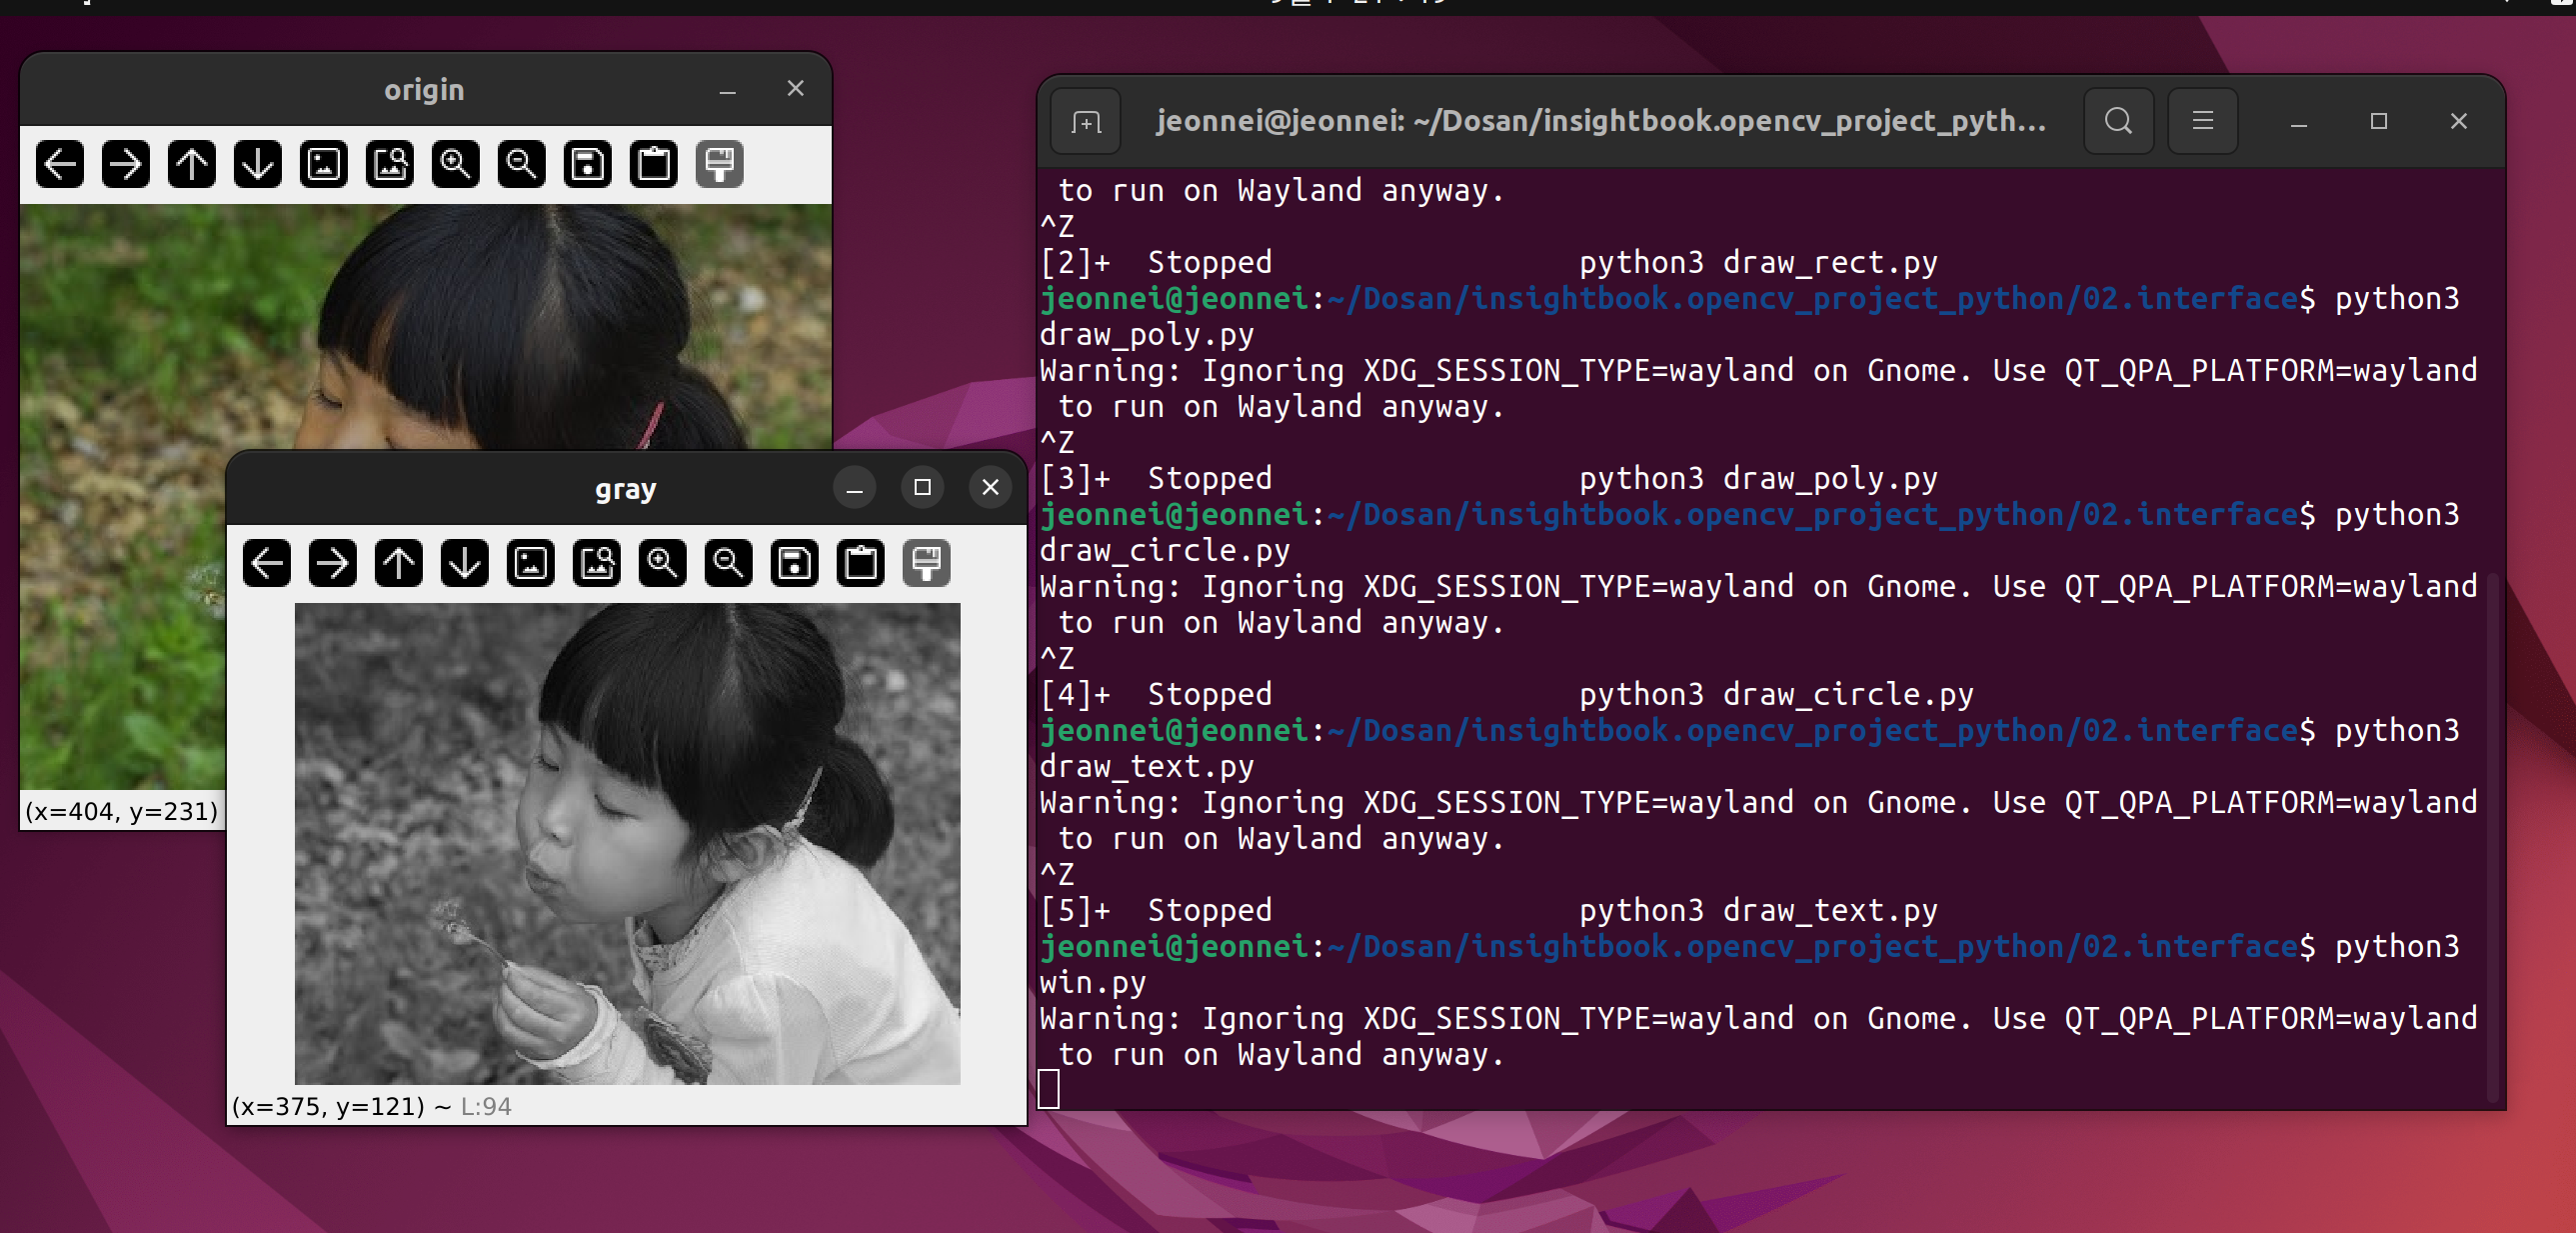 origin
(x=404, y=231)
gray
(x=375, y=121) ~ L:94
jeonnei@jeonnei: ~/Dosan/insightbook.opencv_project_pyth...
 to run on Wayland anyway.
^Z
[2]+  Stopped                 python3 draw_rect.py
jeonnei@jeonnei:~/Dosan/insightbook.opencv_project_python/02.interface$ python3
draw_poly.py
Warning: Ignoring XDG_SESSION_TYPE=wayland on Gnome. Use QT_QPA_PLATFORM=wayland
 to run on Wayland anyway.
^Z
[3]+  Stopped                 python3 draw_poly.py
jeonnei@jeonnei:~/Dosan/insightbook.opencv_project_python/02.interface$ python3
draw_circle.py
Warning: Ignoring XDG_SESSION_TYPE=wayland on Gnome. Use QT_QPA_PLATFORM=wayland
 to run on Wayland anyway.
^Z
[4]+  Stopped                 python3 draw_circle.py
jeonnei@jeonnei:~/Dosan/insightbook.opencv_project_python/02.interface$ python3
draw_text.py
Warning: Ignoring XDG_SESSION_TYPE=wayland on Gnome. Use QT_QPA_PLATFORM=wayland
 to run on Wayland anyway.
^Z
[5]+  Stopped                 python3 draw_text.py
jeonnei@jeonnei:~/Dosan/insightbook.opencv_project_python/02.interface$ python3
win.py
Warning: Ignoring XDG_SESSION_TYPE=wayland on Gnome. Use QT_QPA_PLATFORM=wayland
 to run on Wayland anyway.